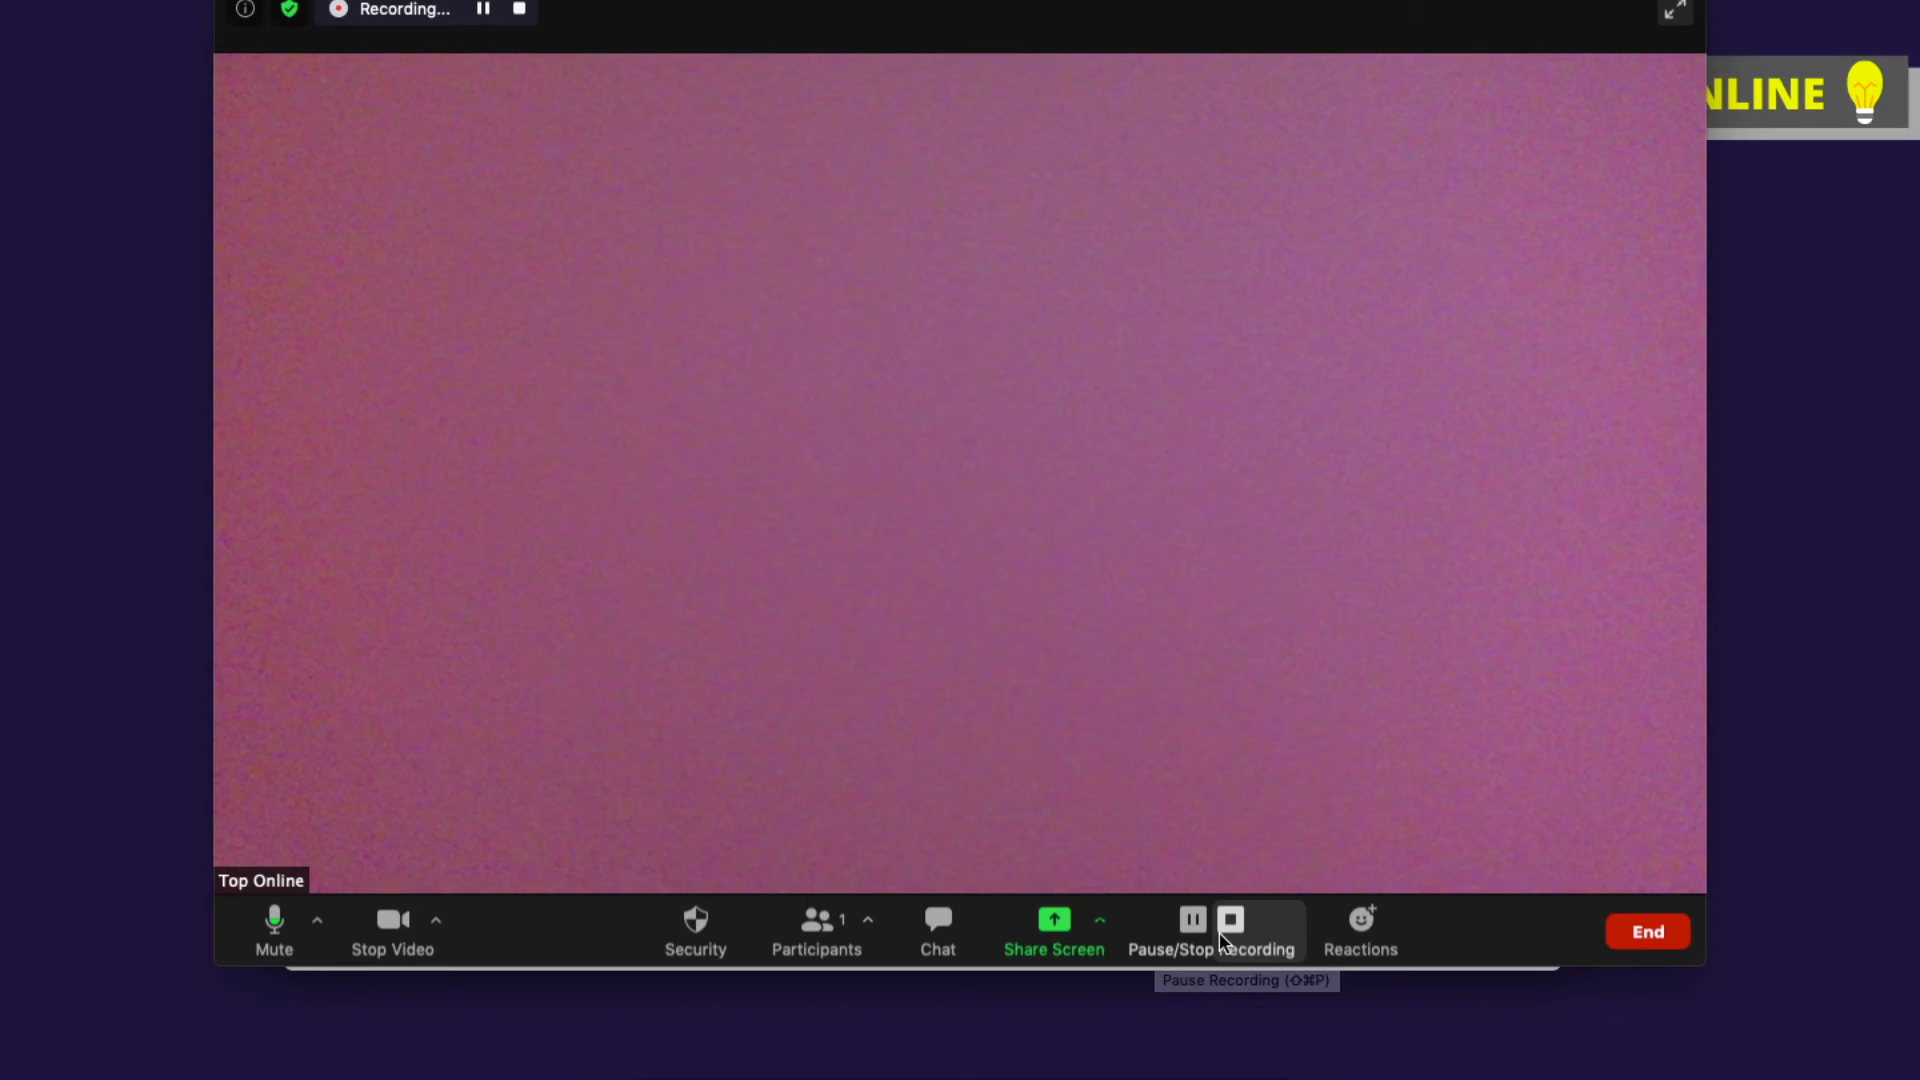 Recording...
NLINE
Top Online
Mute
Stop Video
Security
Participants
1
Chat
Share Screen
Pause/Stop Recording
Reactions
End
Pause Recording (⇧⌘P)